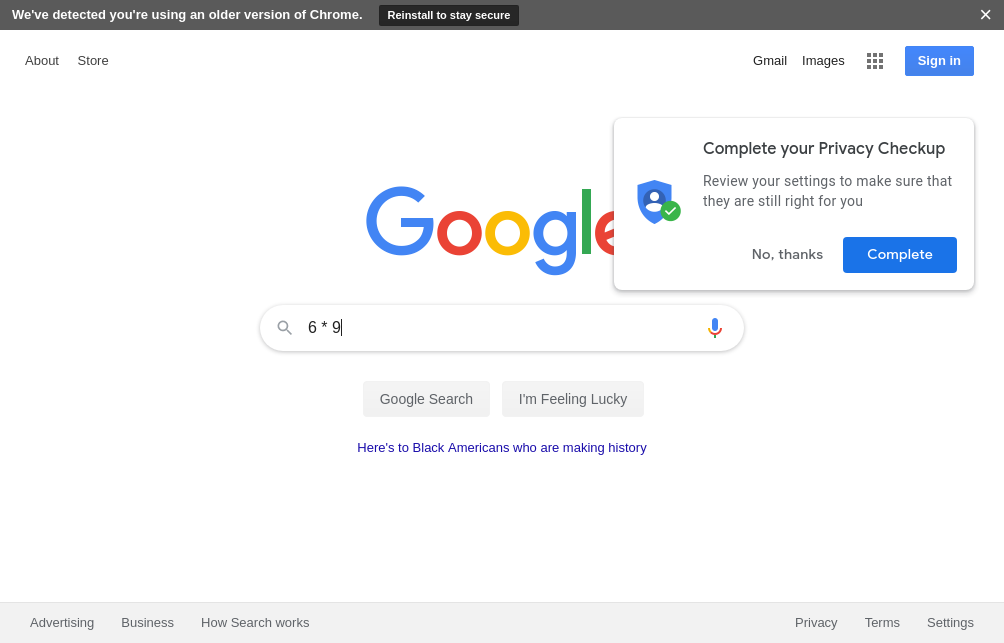 We've detected you're using an older version of Chrome. Reinstall to stay secure
About Store Gmail Images Sign in
Complete your Privacy Checkup
Review your settings to make sure that
they are still right for you
No, thanks Complete
Google
6 * 9
Google Search I'm Feeling Lucky
Here's to Black Americans who are making history
Advertising Business How Search works Privacy Terms Settings